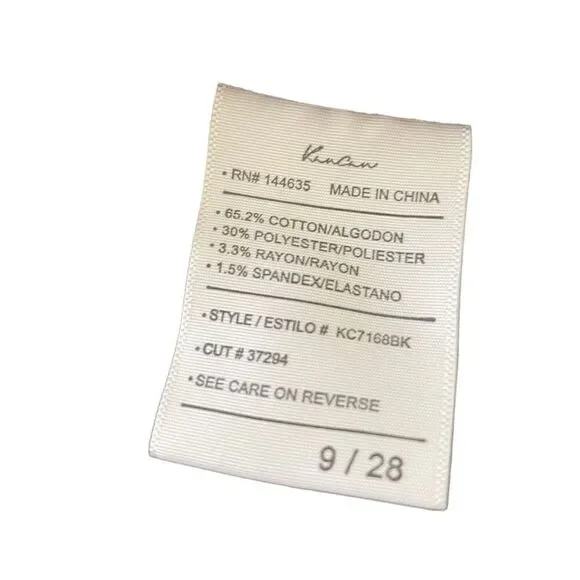 KanCan
• RN# 144635 MADE IN CHINA
• 65.2% COTTON/ALGODON
• 30% POLYESTER/POLIESTER
• 3.3% RAYON/RAYON
• 1.5% SPANDEX/ELASTANO
• STYLE / ESTILO # KC7168BK
• CUT # 37294
• SEE CARE ON REVERSE
9 / 28